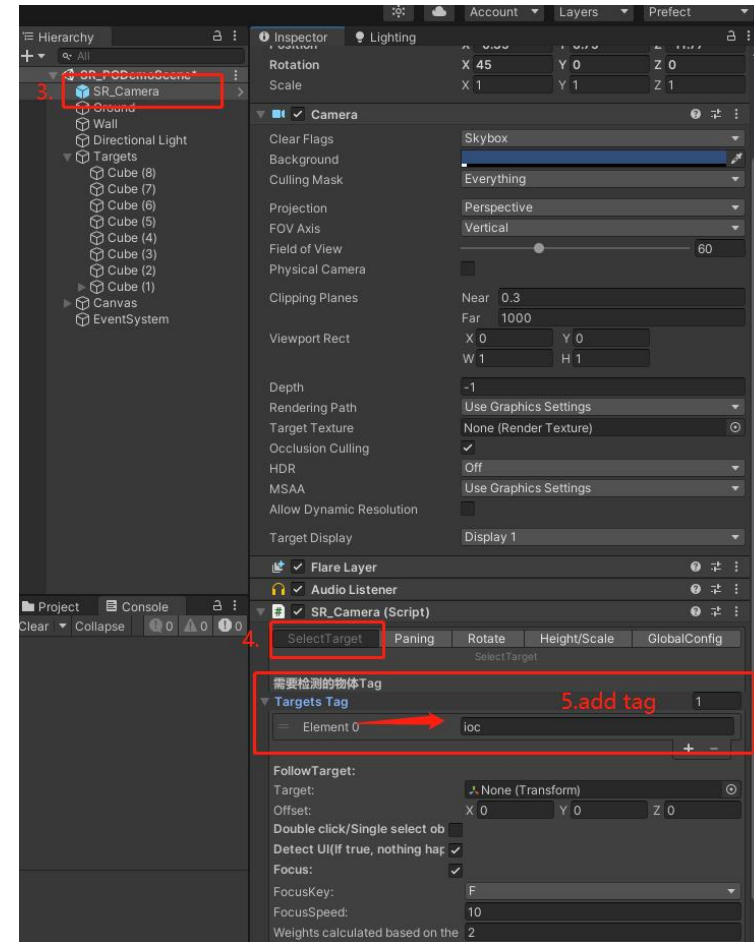 Account Layers Prefect
Hierarchy
All
SR_PCDemoScene*
3. SR_Camera
Ground
Wall
Directional Light
Targets
Cube (8)
Cube (7)
Cube (6)
Cube (5)
Cube (4)
Cube (3)
Cube (2)
Cube (1)
Canvas
EventSystem
Project Console
Clear Collapse 0 0 0
Inspector Lighting
Rotation X 45 Y 0 Z 0
Scale X 1 Y 1 Z 1
Camera
Clear Flags Skybox
Background
Culling Mask Everything
Projection Perspective
FOV Axis Vertical
Field of View 60
Physical Camera
Clipping Planes Near 0.3
Far 1000
Viewport Rect X 0 Y 0
W 1 H 1
Depth -1
Rendering Path Use Graphics Settings
Target Texture None (Render Texture)
Occlusion Culling
HDR Off
MSAA Use Graphics Settings
Allow Dynamic Resolution
Target Display Display 1
Flare Layer
Audio Listener
# SR_Camera (Script)
4. SelectTarget Paning Rotate Height/Scale GlobalConfig
SelectTarget
需要检测的物体Tag
Targets Tag 5.add tag 1
Element 0 ioc
+ -
FollowTarget:
Target: None (Transform)
Offset: X 0 Y 0 Z 0
Double click/Single select ob
Detect UI(If true, nothing hap
Focus:
FocusKey: F
FocusSpeed: 10
Weights calculated based on the 2